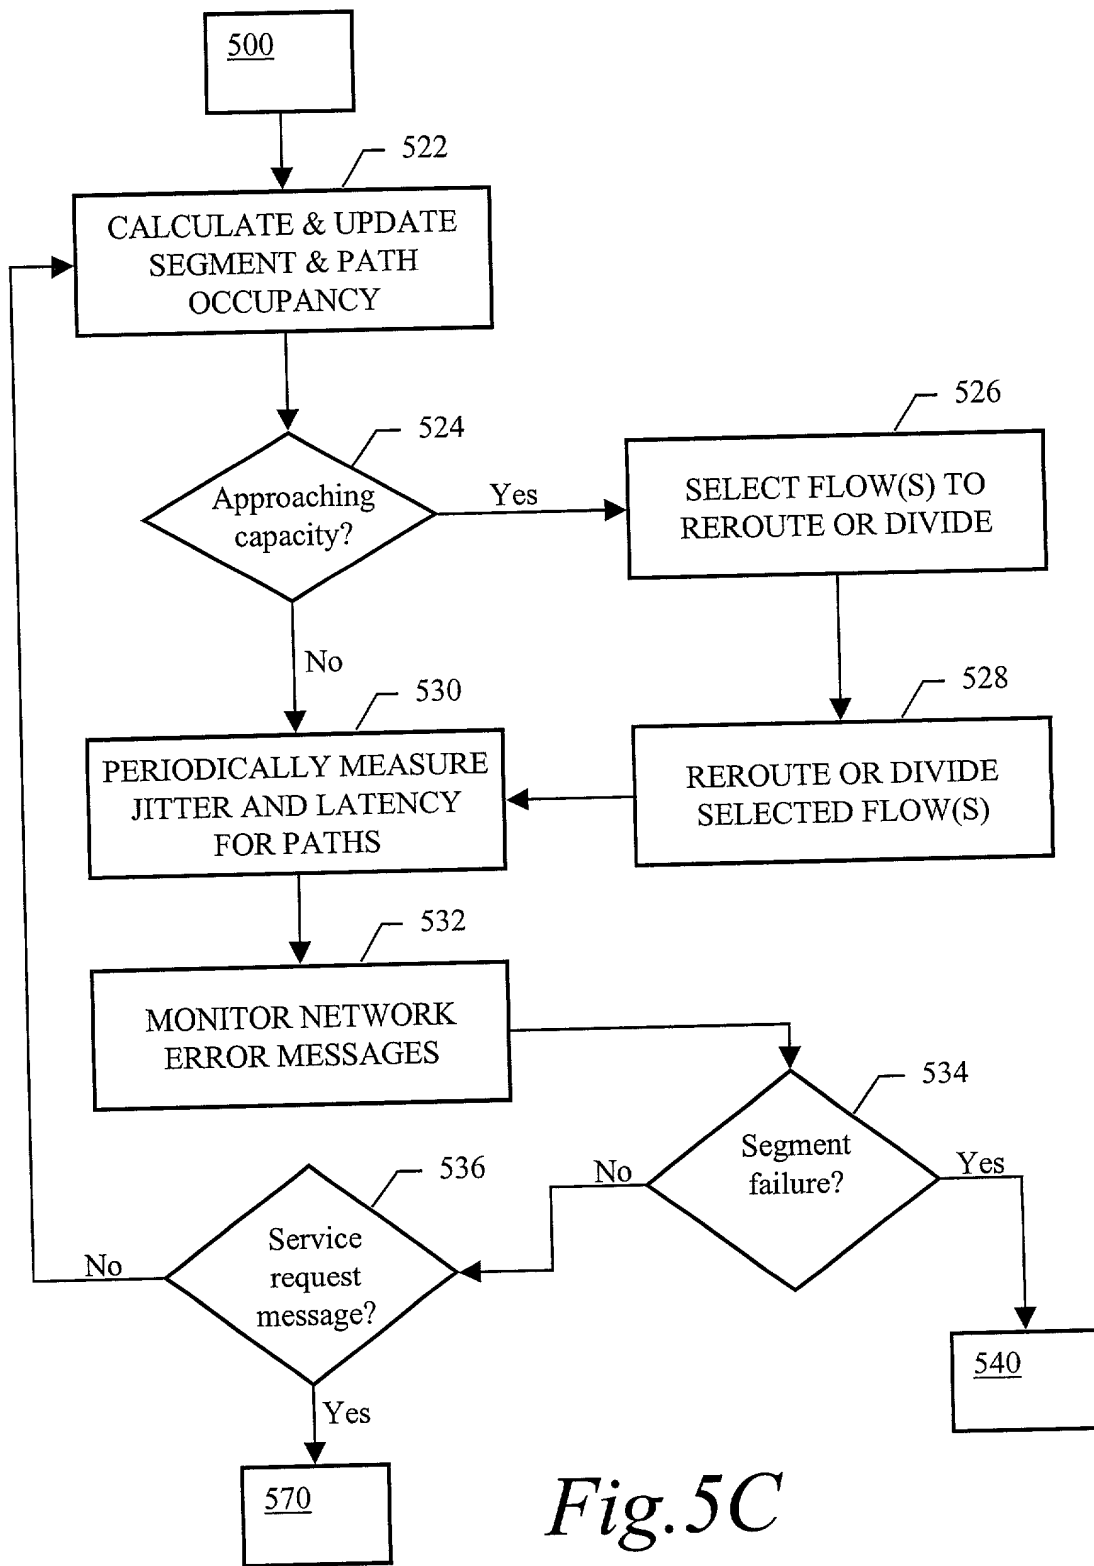 500
522
CALCULATE & UPDATE
SEGMENT & PATH
OCCUPANCY
524
Approaching
capacity?
Yes
526
SELECT FLOW(S) TO
REROUTE OR DIVIDE
No
528
REROUTE OR DIVIDE
SELECTED FLOW(S)
530
PERIODICALLY MEASURE
JITTER AND LATENCY
FOR PATHS
532
MONITOR NETWORK
ERROR MESSAGES
534
Segment
failure?
Yes
No
536
Service
request
message?
No
Yes
540
570
Fig.5C